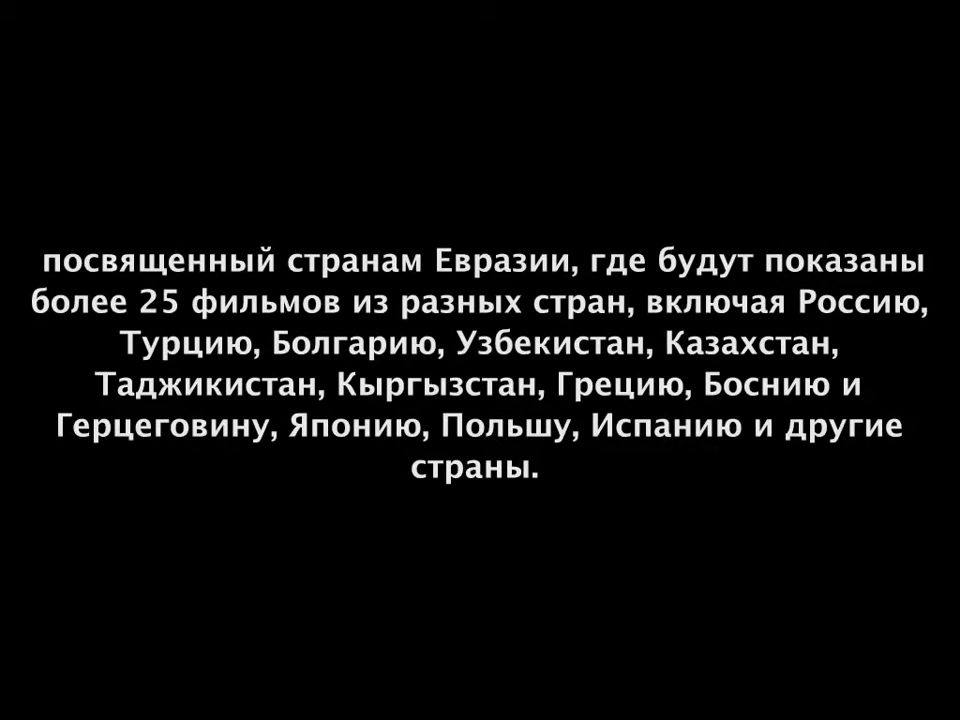 посвященный странам Евразии, где будут показаны
более 25 фильмов из разных стран, включая Россию,
Турцию, Болгарию, Узбекистан, Казахстан,
Таджикистан, Кыргызстан, Грецию, Боснию и
Герцеговину, Японию, Польшу, Испанию и другие
страны.